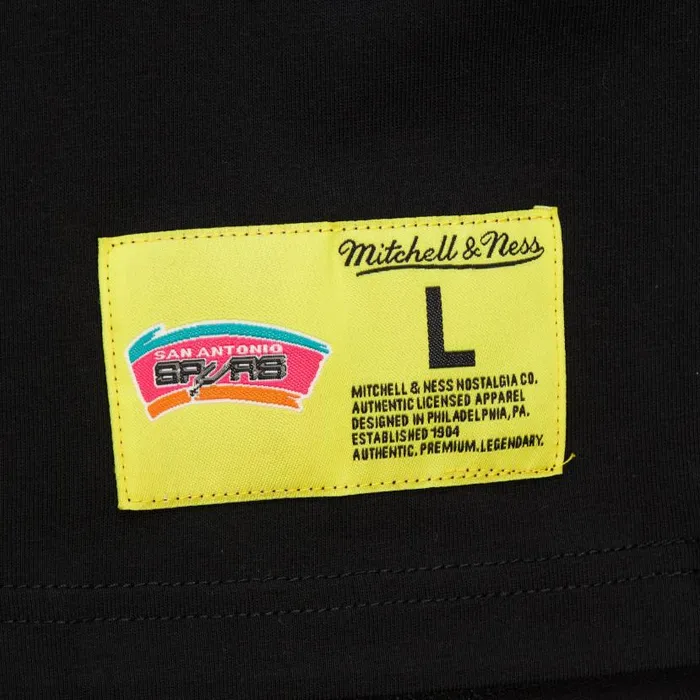 SAN ANTONIO
SPURS
Mitchell & Ness
L
MITCHELL & NESS NOSTALGIA CO.
AUTHENTIC LICENSED APPAREL
DESIGNED IN PHILADELPHIA, PA.
ESTABLISHED 1904
AUTHENTIC. PREMIUM. LEGENDARY.